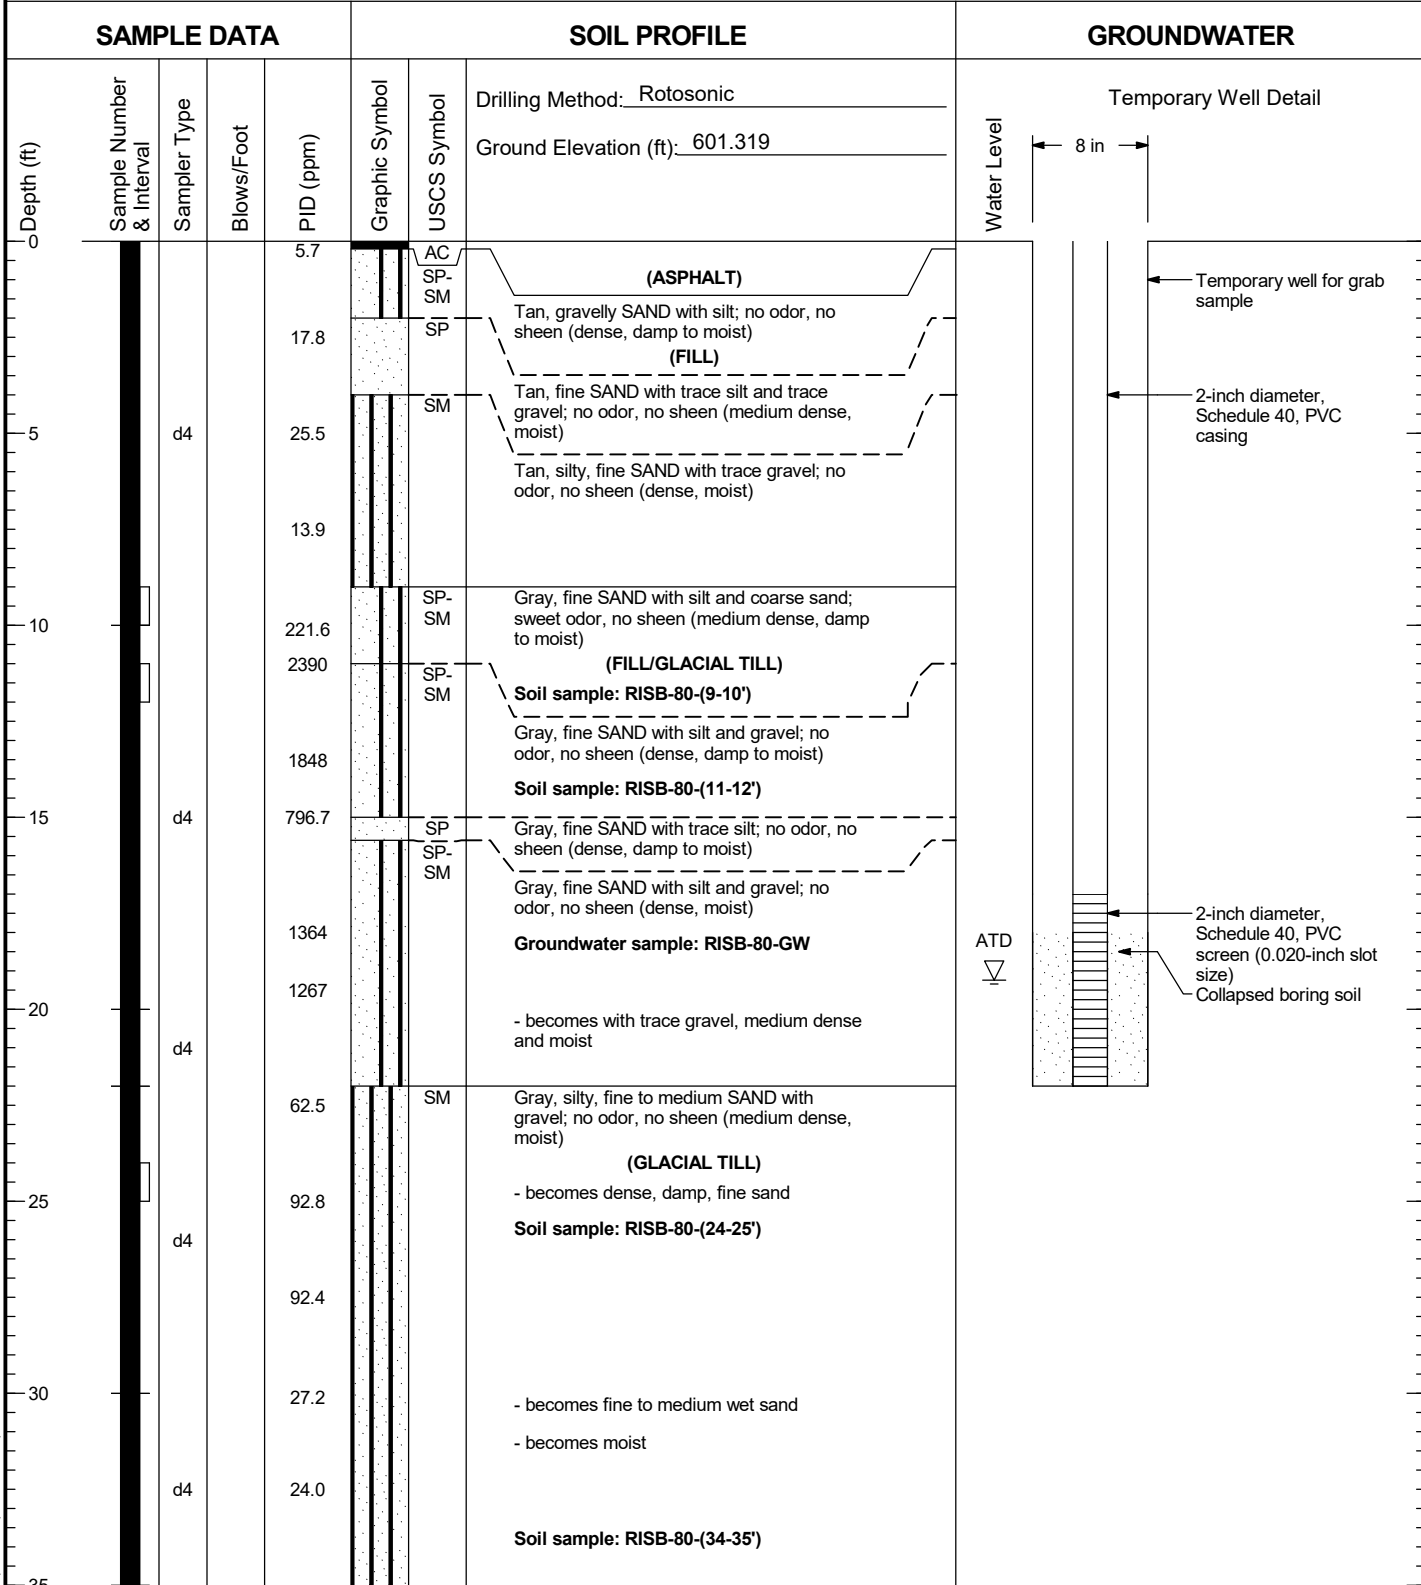 SAMPLE DATA
SOIL PROFILE
GROUNDWATER
Depth (ft)
Sample Number
& Interval
Sampler Type
Blows/Foot
PID (ppm)
Graphic Symbol
USCS Symbol
Drilling Method: Rotosonic
Ground Elevation (ft): 601.319
Water Level
Temporary Well Detail
8 in
0
5.7
AC
(ASPHALT)
SP-
SM
Tan, gravelly SAND with silt; no odor, no
sheen (dense, damp to moist)
(FILL)
Temporary well for grab
sample
17.8
SP
Tan, fine SAND with trace silt and trace
gravel; no odor, no sheen (medium dense,
moist)
2-inch diameter,
Schedule 40, PVC
casing
SM
5
d4
25.5
Tan, silty, fine SAND with trace gravel; no
odor, no sheen (dense, moist)
13.9
SP-
SM
Gray, fine SAND with silt and coarse sand;
sweet odor, no sheen (medium dense, damp
to moist)
10
221.6
(FILL/GLACIAL TILL)
2390
SP-
SM
Soil sample: RISB-80-(9-10')
Gray, fine SAND with silt and gravel; no
odor, no sheen (dense, damp to moist)
1848
Soil sample: RISB-80-(11-12')
15
d4
796.7
SP
Gray, fine SAND with trace silt; no odor, no
sheen (dense, damp to moist)
SP-
SM
Gray, fine SAND with silt and gravel; no
odor, no sheen (dense, moist)
1364
Groundwater sample: RISB-80-GW
ATD
2-inch diameter,
Schedule 40, PVC
screen (0.020-inch slot
size)
Collapsed boring soil
1267
20
- becomes with trace gravel, medium dense
and moist
d4
62.5
SM
Gray, silty, fine to medium SAND with
gravel; no odor, no sheen (medium dense,
moist)
(GLACIAL TILL)
- becomes dense, damp, fine sand
25
92.8
Soil sample: RISB-80-(24-25')
d4
92.4
30
27.2
- becomes fine to medium wet sand
- becomes moist
d4
24.0
Soil sample: RISB-80-(34-35')
35